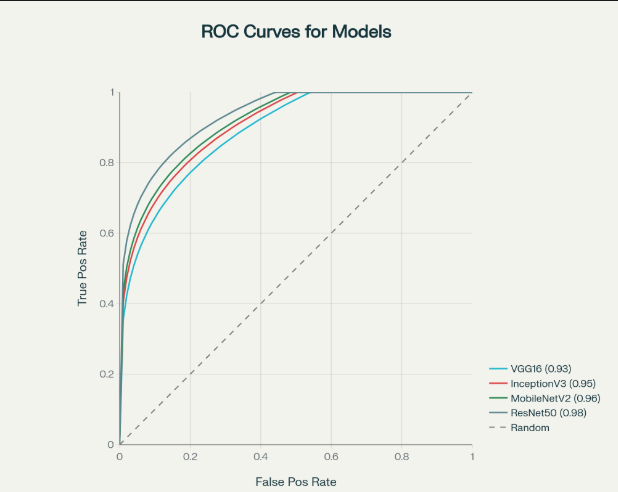 ROC Curves for Models
1
0.8
0.6
0.4
0.2
0
True Pos Rate
0
0.2
0.4
0.6
0.8
1
False Pos Rate
VGG16 (0.93)
InceptionV3 (0.95)
MobileNetV2 (0.96)
ResNet50 (0.98)
Random